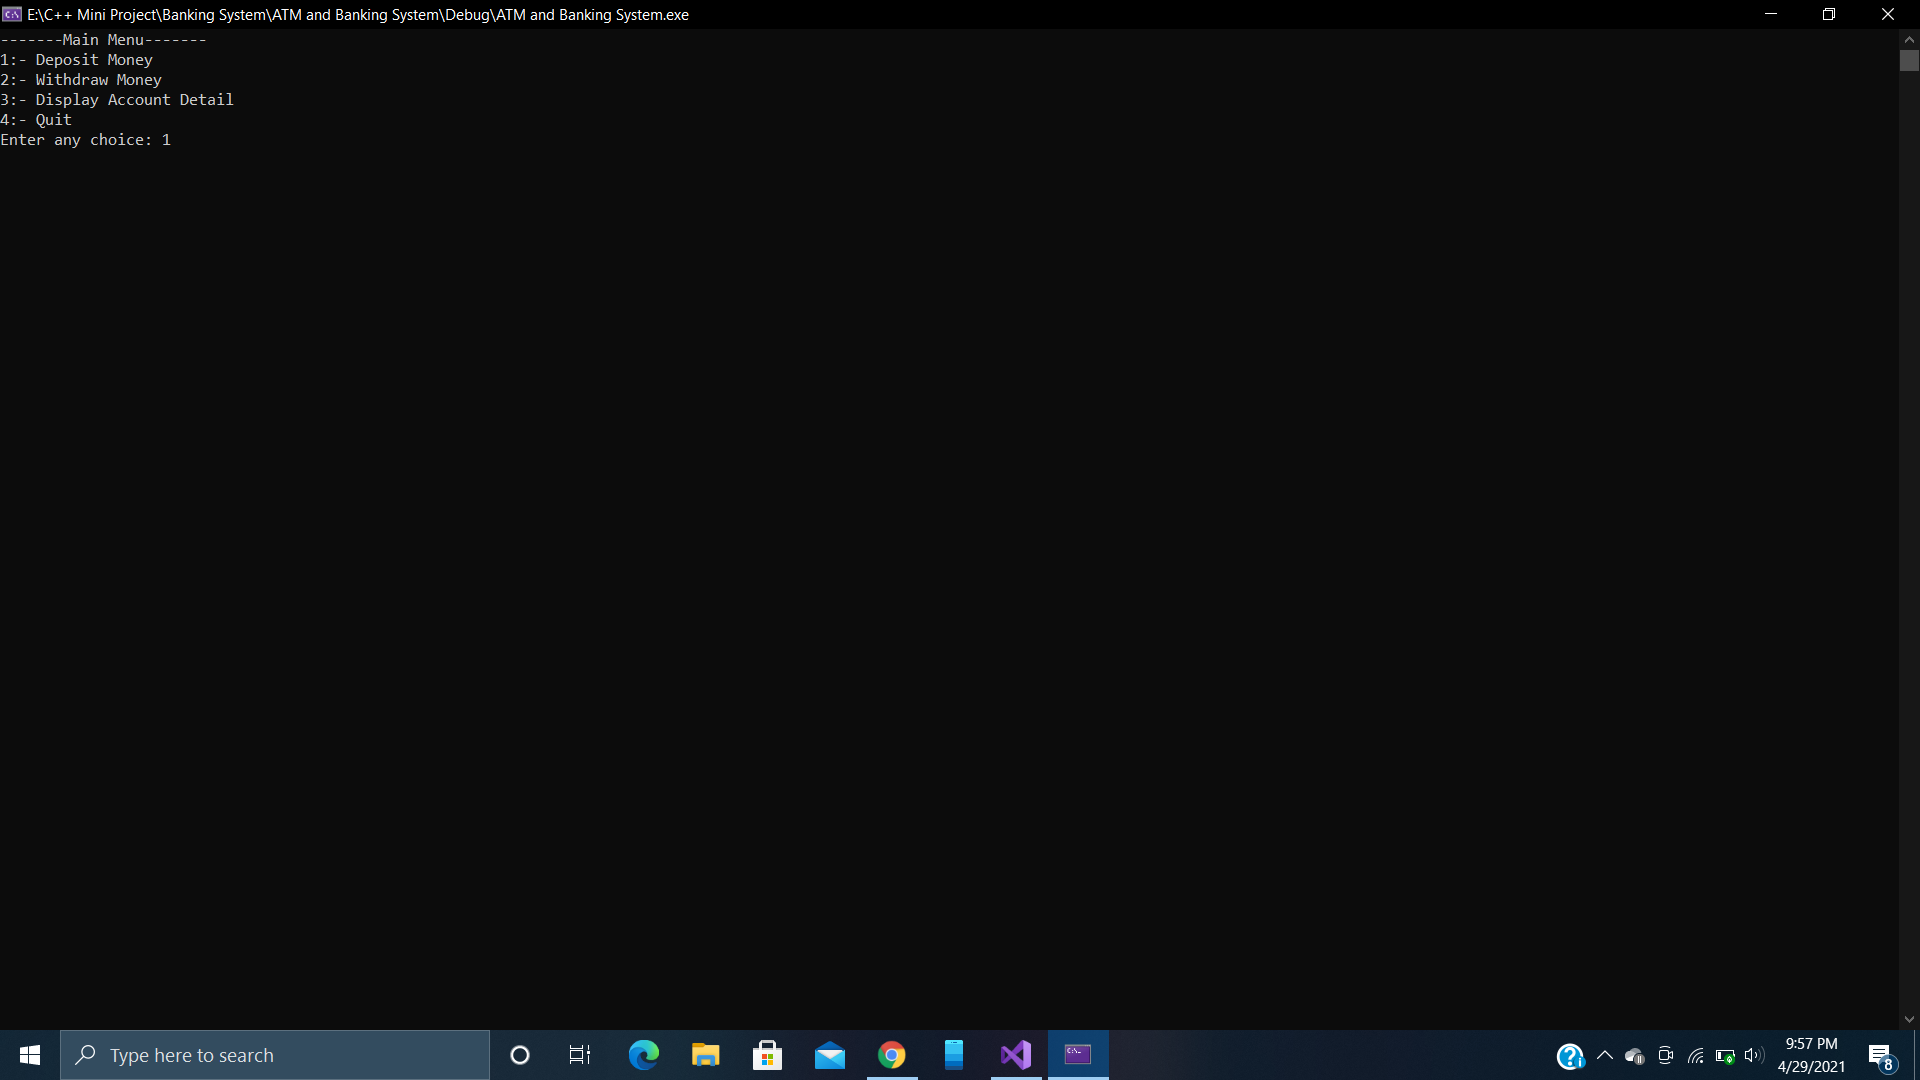 E:\C++ Mini Project\Banking System\ATM and Banking System\Debug\ATM and Banking System.exe
-------Main Menu-------
1:- Deposit Money
2:- Withdraw Money
3:- Display Account Detail
4:- Quit
Enter any choice: 1
Type here to search
9:57 PM
4/29/2021
8